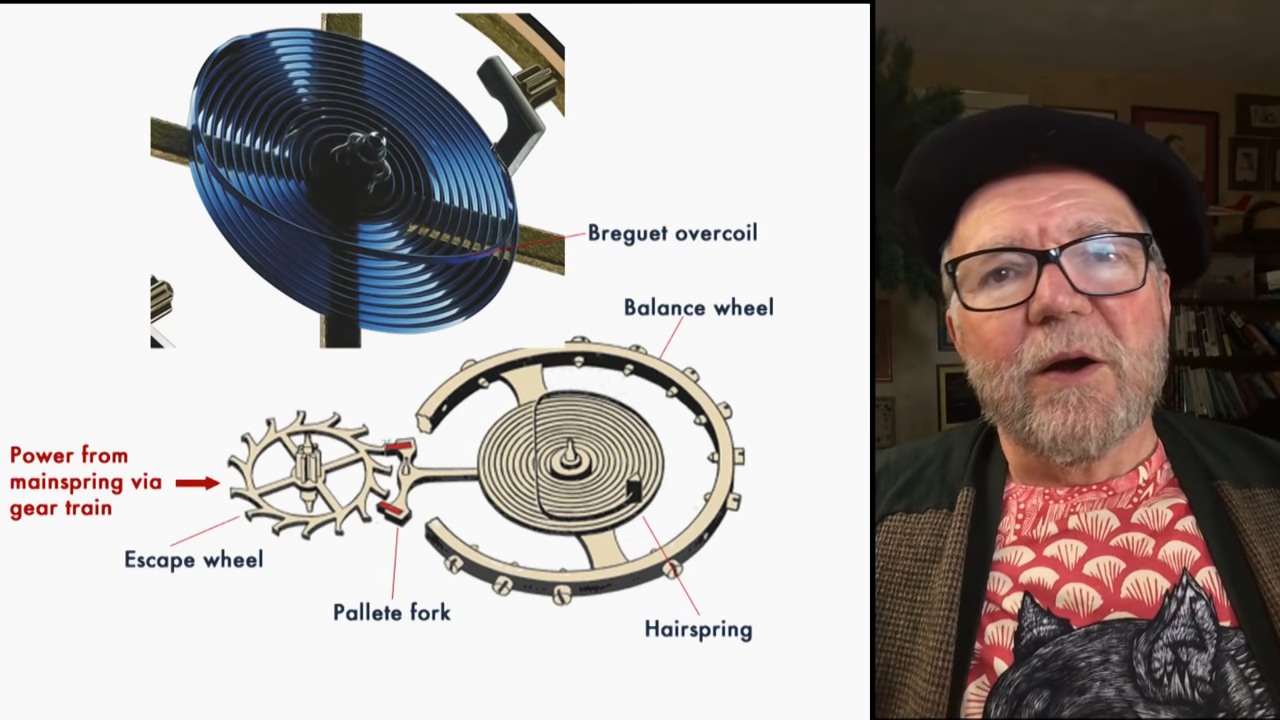 Breguet overcoil
Balance wheel
Power from
mainspring via
gear train
Escape wheel
Pallete fork
Hairspring